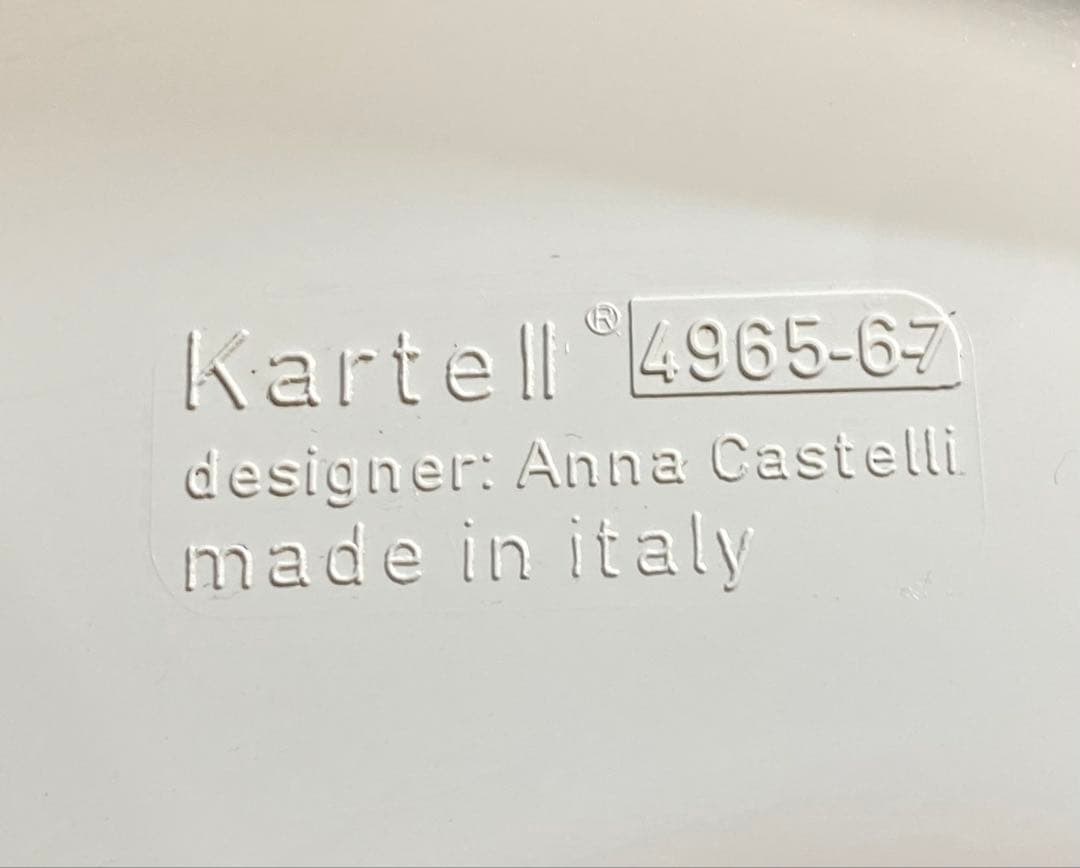 Kartell® 4965-67
designer: Anna Castelli
made in italy